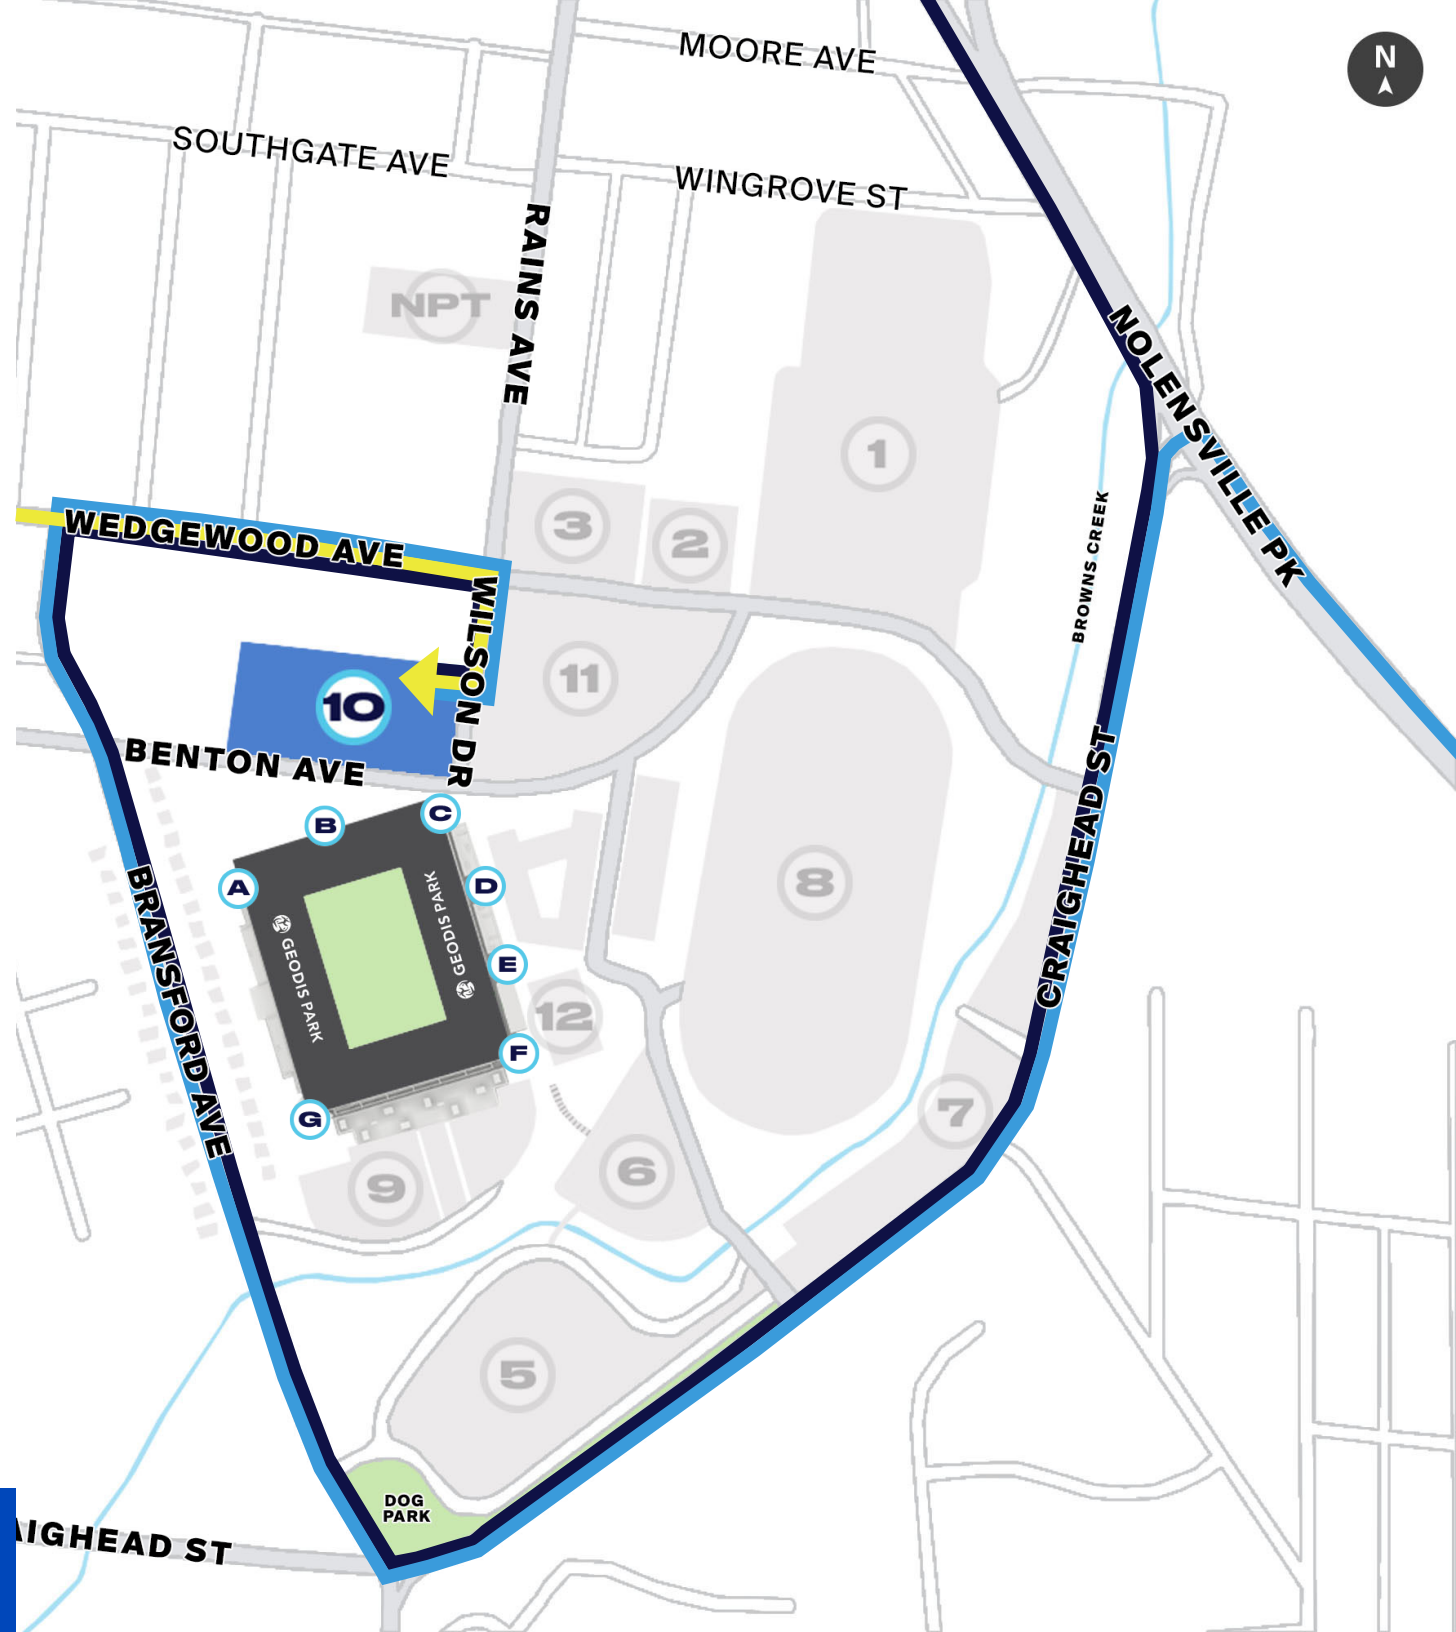 MOORE AVE
N
SOUTHGATE AVE
WINGROVE ST
RAINS AVE
NPT
NOLENSVILLE PK
1
3
2
WEDGEWOOD AVE
WILSON DR
BROWNS CREEK
11
10
BENTON AVE
CRAIGHEAD ST
B
C
A
D
8
BRANSFORD AVE
GEODIS PARK
GEODIS PARK
E
12
F
7
G
9
6
5
DOG
PARK
AIGHEAD ST